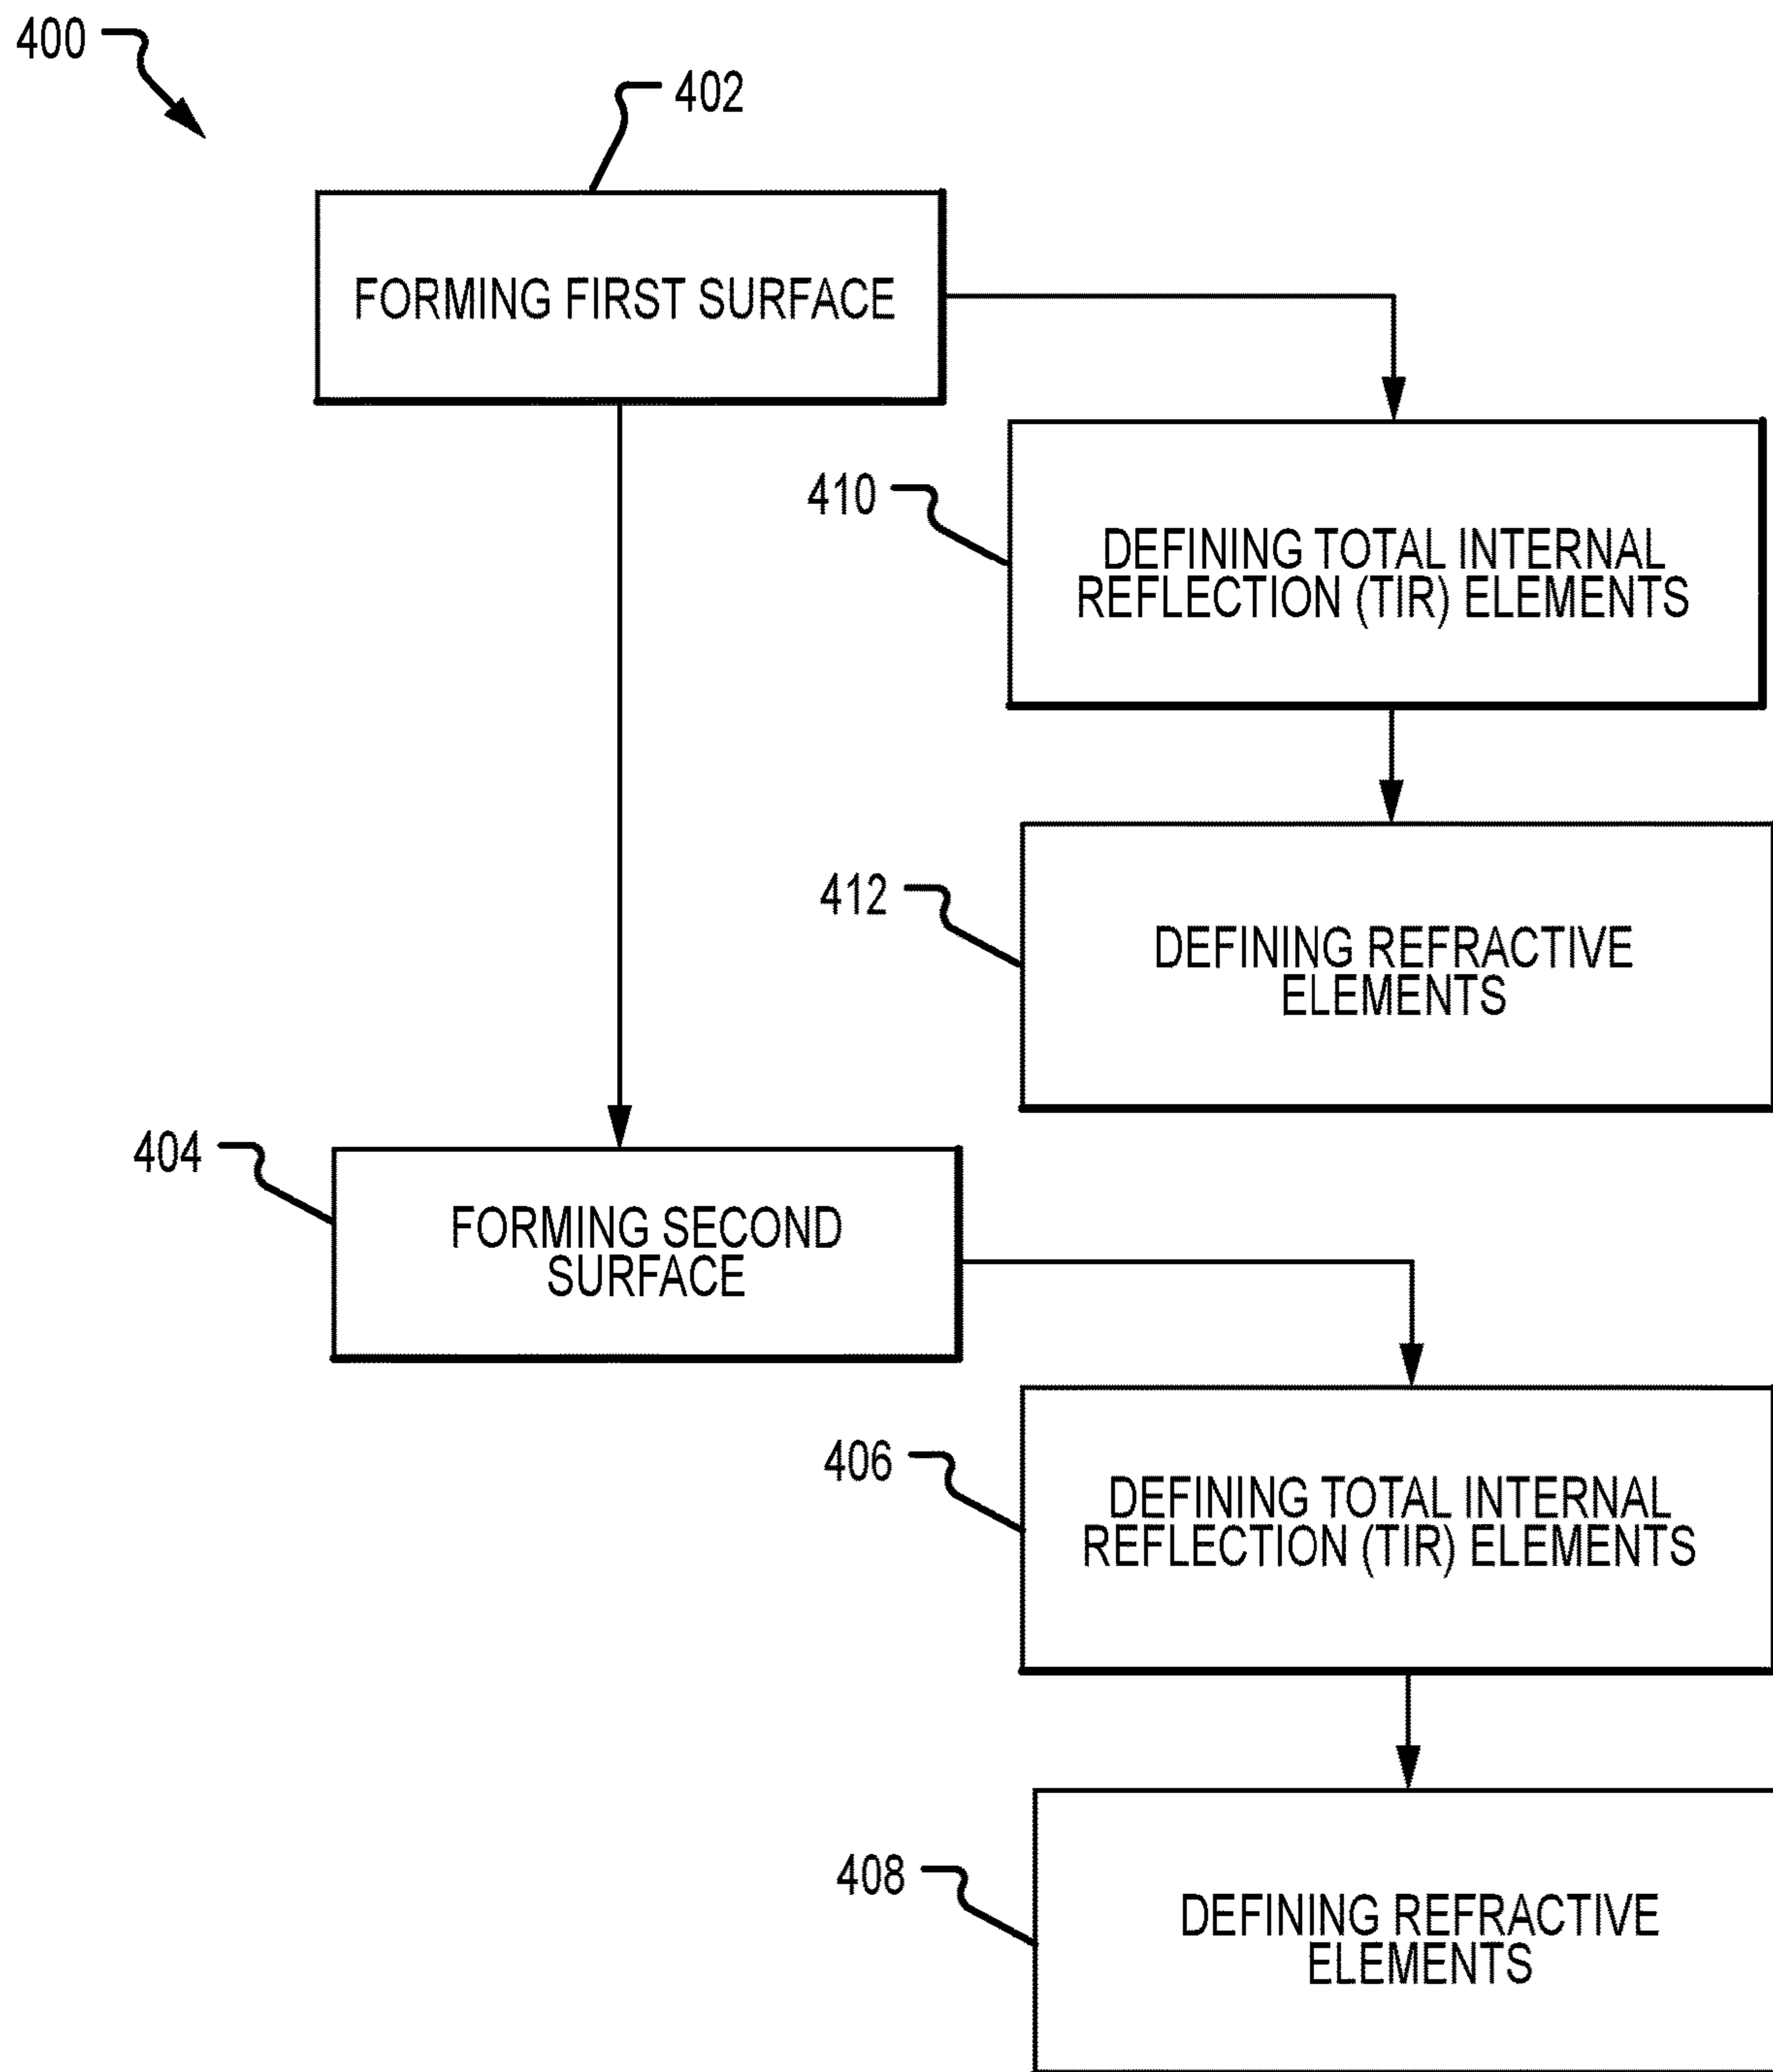 400
402
FORMING FIRST SURFACE
410
DEFINING TOTAL INTERNAL
REFLECTION (TIR) ELEMENTS
412
DEFINING REFRACTIVE
ELEMENTS
404
FORMING SECOND
SURFACE
406
DEFINING TOTAL INTERNAL
REFLECTION (TIR) ELEMENTS
408
DEFINING REFRACTIVE
ELEMENTS